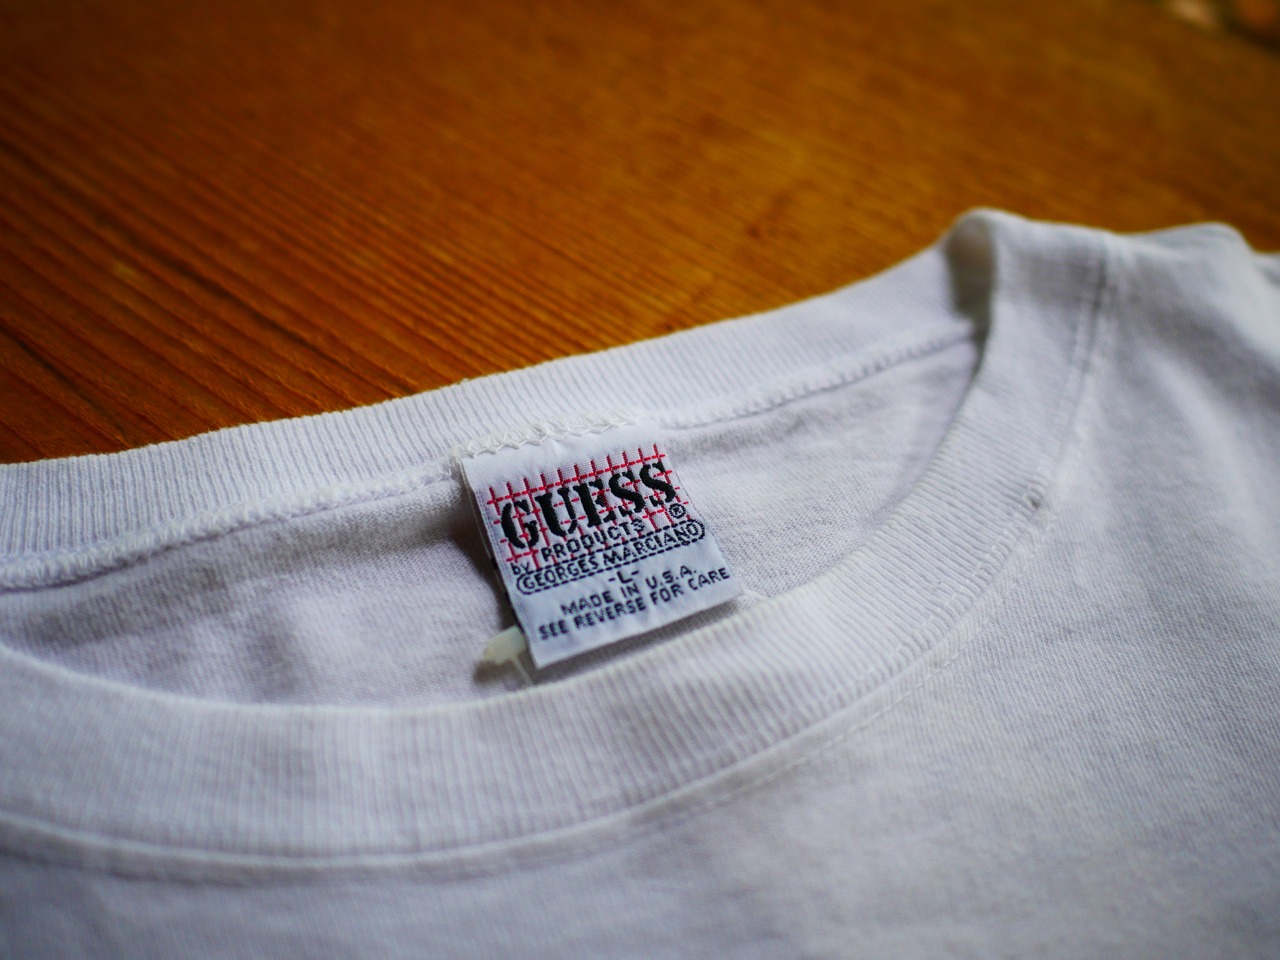 GUESS
PRODUCTS ®
by GEORGES MARCIANO
-L-
MADE IN U.S.A.
SEE REVERSE FOR CARE